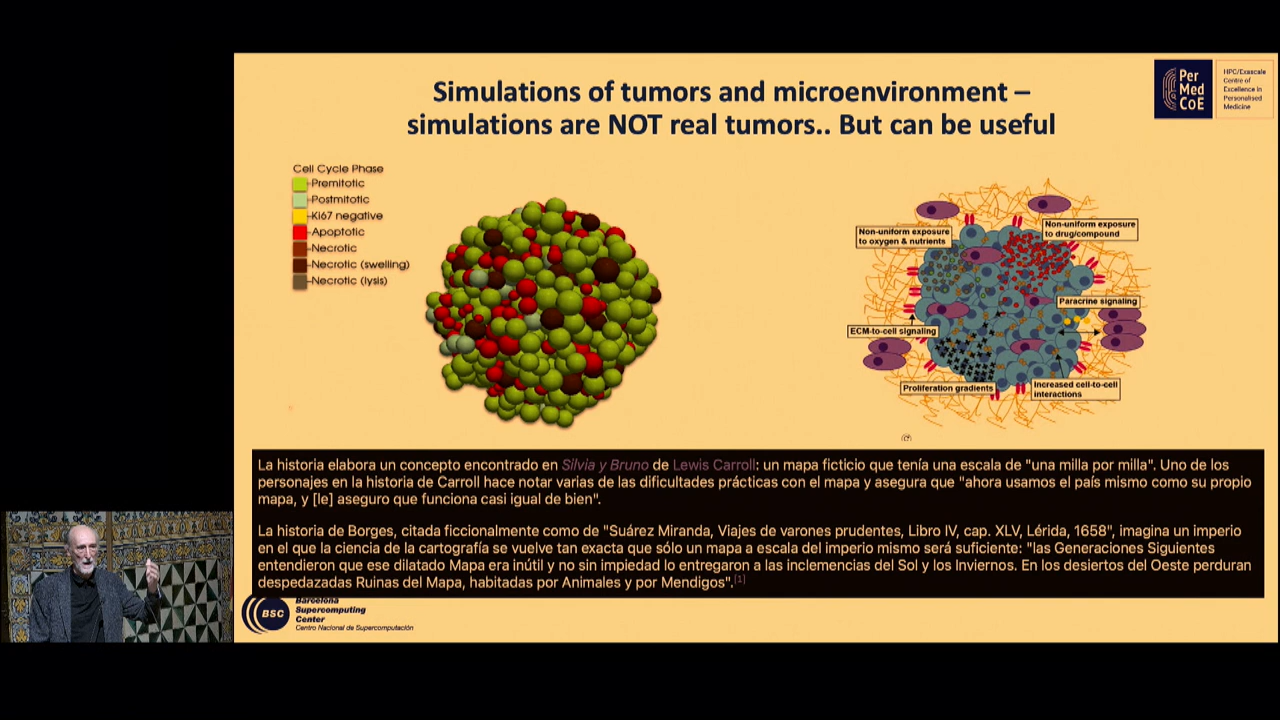 Simulations of tumors and microenvironment –
simulations are NOT real tumors.. But can be useful
Per
Med
CoE
HPC/Exascale
Centre of
Excellence in
Personalised
Medicine
Cell Cycle Phase
Premitotic
Postmitotic
Ki67 negative
Apoptotic
Necrotic
Necrotic (swelling)
Necrotic (lysis)
Non-uniform exposure
to oxygen & nutrients
Non-uniform exposure
to drug/compound
Paracrine signaling
ECM-to-cell signaling
Proliferation gradients
Increased cell-to-cell
interactions
La historia elabora un concepto encontrado en Silvia y Bruno de Lewis Carroll: un mapa ficticio que tenía una escala de "una milla por milla". Uno de los
personajes en la historia de Carroll hace notar varias de las dificultades prácticas con el mapa y asegura que "ahora usamos el país mismo como su propio
mapa, y [le] aseguro que funciona casi igual de bien".
La historia de Borges, citada ficcionalmente como de "Suárez Miranda, Viajes de varones prudentes, Libro IV, cap. XLV, Lérida, 1658", imagina un imperio
en el que la ciencia de la cartografía se vuelve tan exacta que sólo un mapa a escala del imperio mismo será suficiente: "las Generaciones Siguientes
entendieron que ese dilatado Mapa era inútil y no sin impiedad lo entregaron a las inclemencias del Sol y los Inviernos. En los desiertos del Oeste perduran
despedazadas Ruinas del Mapa, habitadas por Animales y por Mendigos".[1]
BSC
Barcelona
Supercomputing
Center
Centro Nacional de Supercomputación